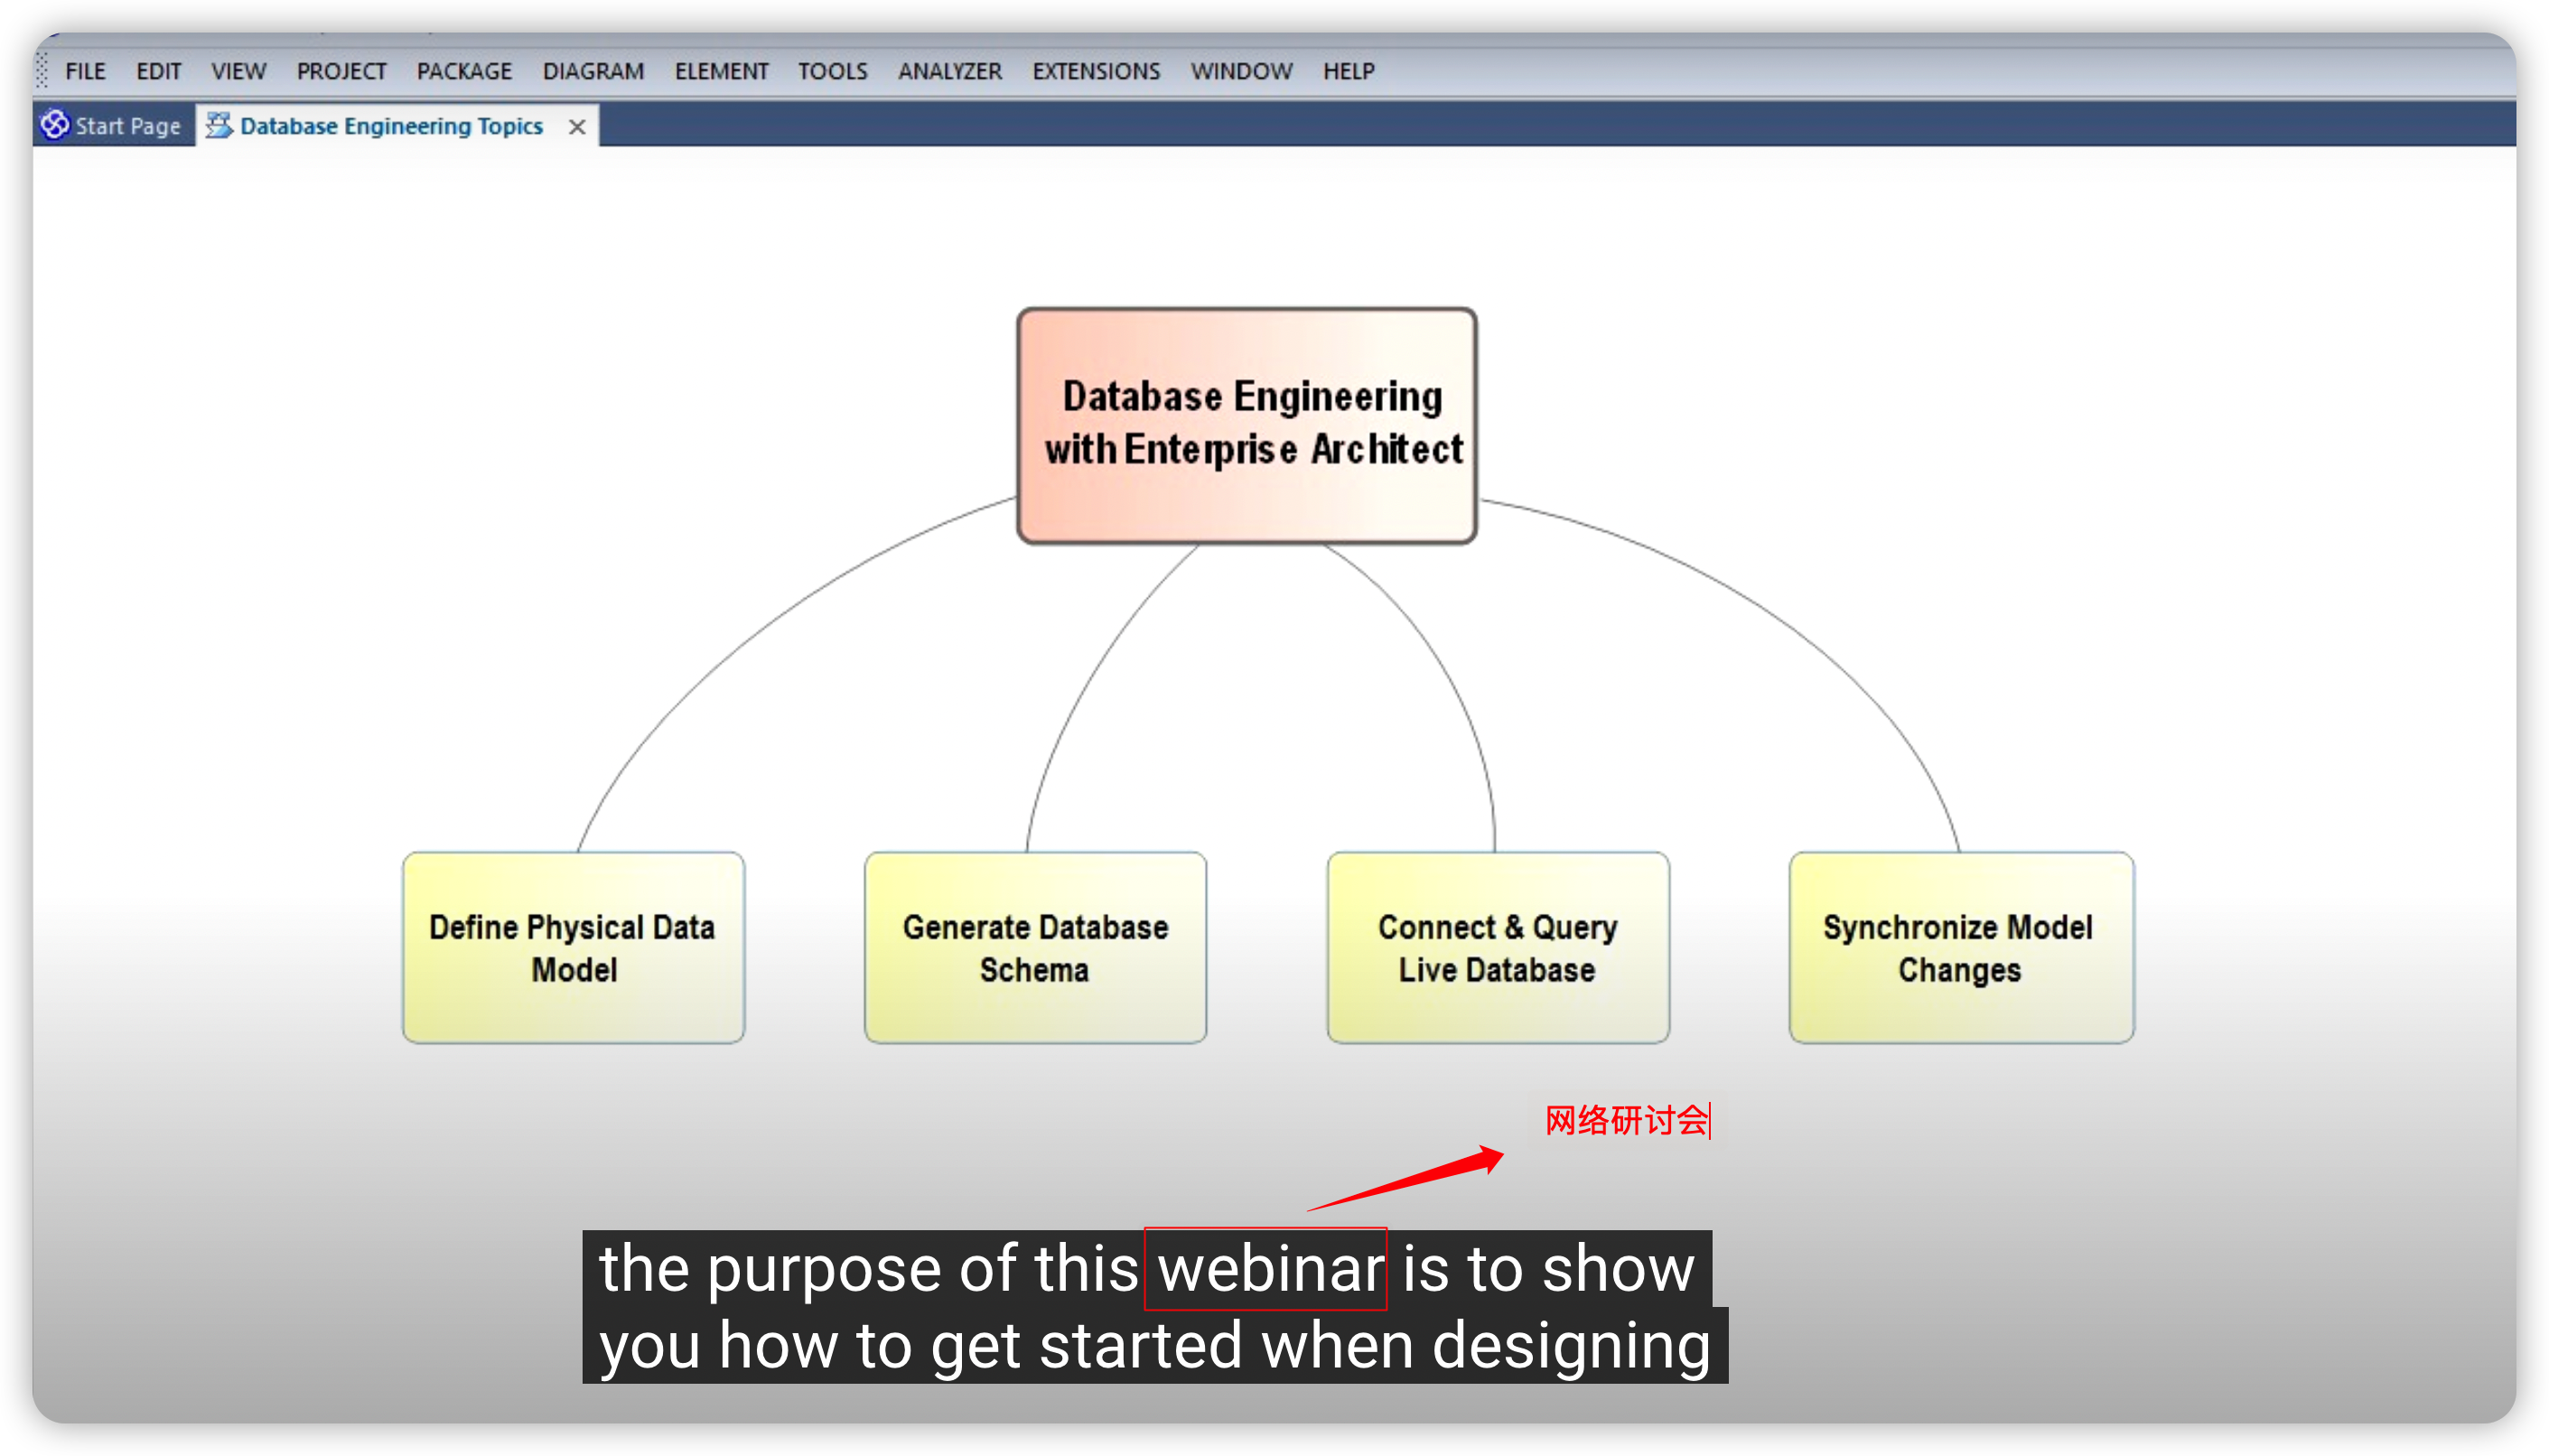 FILE EDIT VIEW PROJECT PACKAGE DIAGRAM ELEMENT TOOLS ANALYZER EXTENSIONS WINDOW HELP
Start Page Database Engineering Topics
Database Engineering
with Enterprise Architect
Define Physical Data
Model
Generate Database
Schema
Connect & Query
Live Database
Synchronize Model
Changes
网络研讨会
the purpose of this webinar is to show
you how to get started when designing